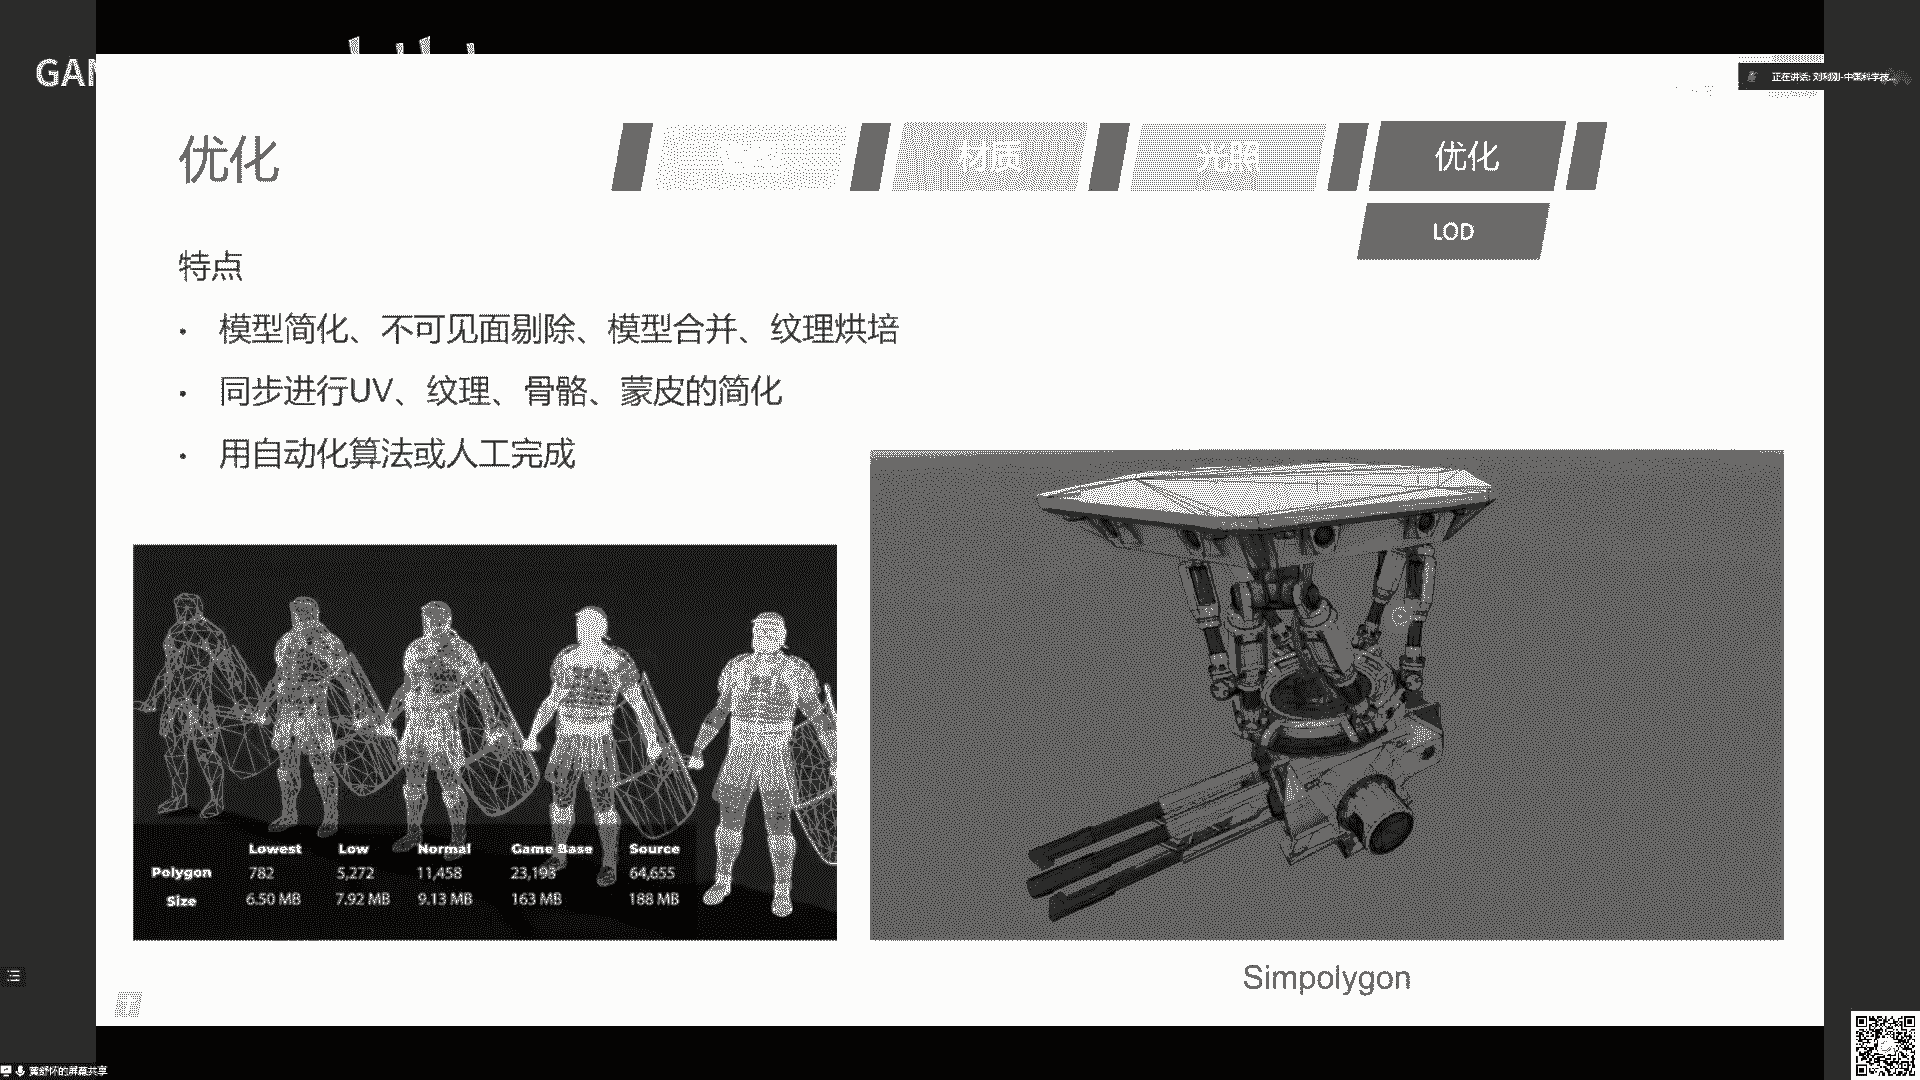 GAM
正在讲话: 刘利刚-中国科学技...
优化
材质
光照
优化
LOD
特点
• 模型简化、不可见面剔除、模型合并、纹理烘培
• 同步进行UV、纹理、骨骼、蒙皮的简化
• 用自动化算法或人工完成
Lowest Low Normal Game Base Source
Polygon 782 5,272 11,458 23,193 64,655
Size 6.50 MB 7.92 MB 9.13 MB 163 MB 188 MB
Simpolygon
黄舒怀的屏幕共享